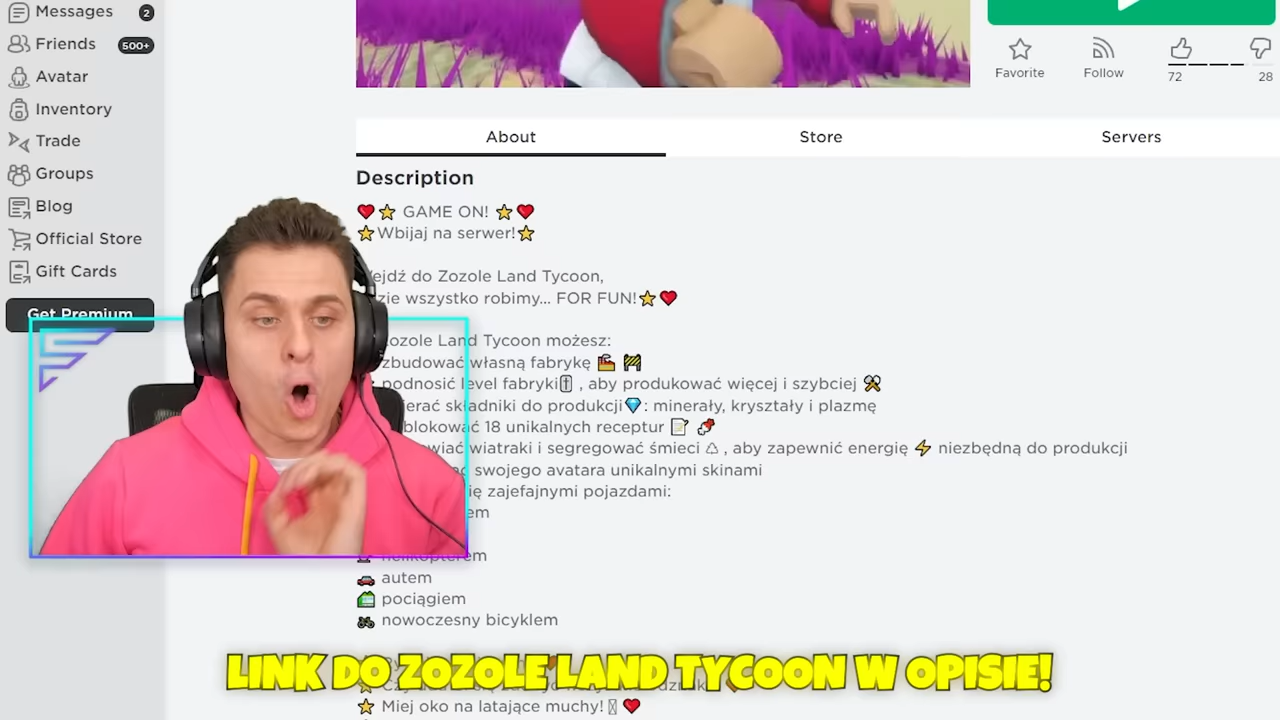 Messages 2
Friends 500+
Avatar
Inventory
Trade
Groups
Blog
Official Store
Gift Cards
Get Premium
Favorite
Follow
72
28
About
Store
Servers
Description
GAME ON!
Wbijaj na serwer!
do Zozole Land Tycoon,
wszystko robimy... FOR FUN!
Land Tycoon możesz:
zbudować własną fabrykę
podnosić level fabryki , aby produkować więcej i szybciej
składniki do produkcji : minerały, kryształy i plazmę
18 unikalnych receptur
wiatraki i segregować śmieci ♺ , aby zapewnić energię niezbędną do produkcji
swojego avatara unikalnymi skinami
zajefajnymi pojazdami:
helikopterem
autem
pociągiem
nowoczesny bicyklem
LINK DO ZOZOLE LAND TYCOON W OPISIE!
Miej oko na latające muchy!